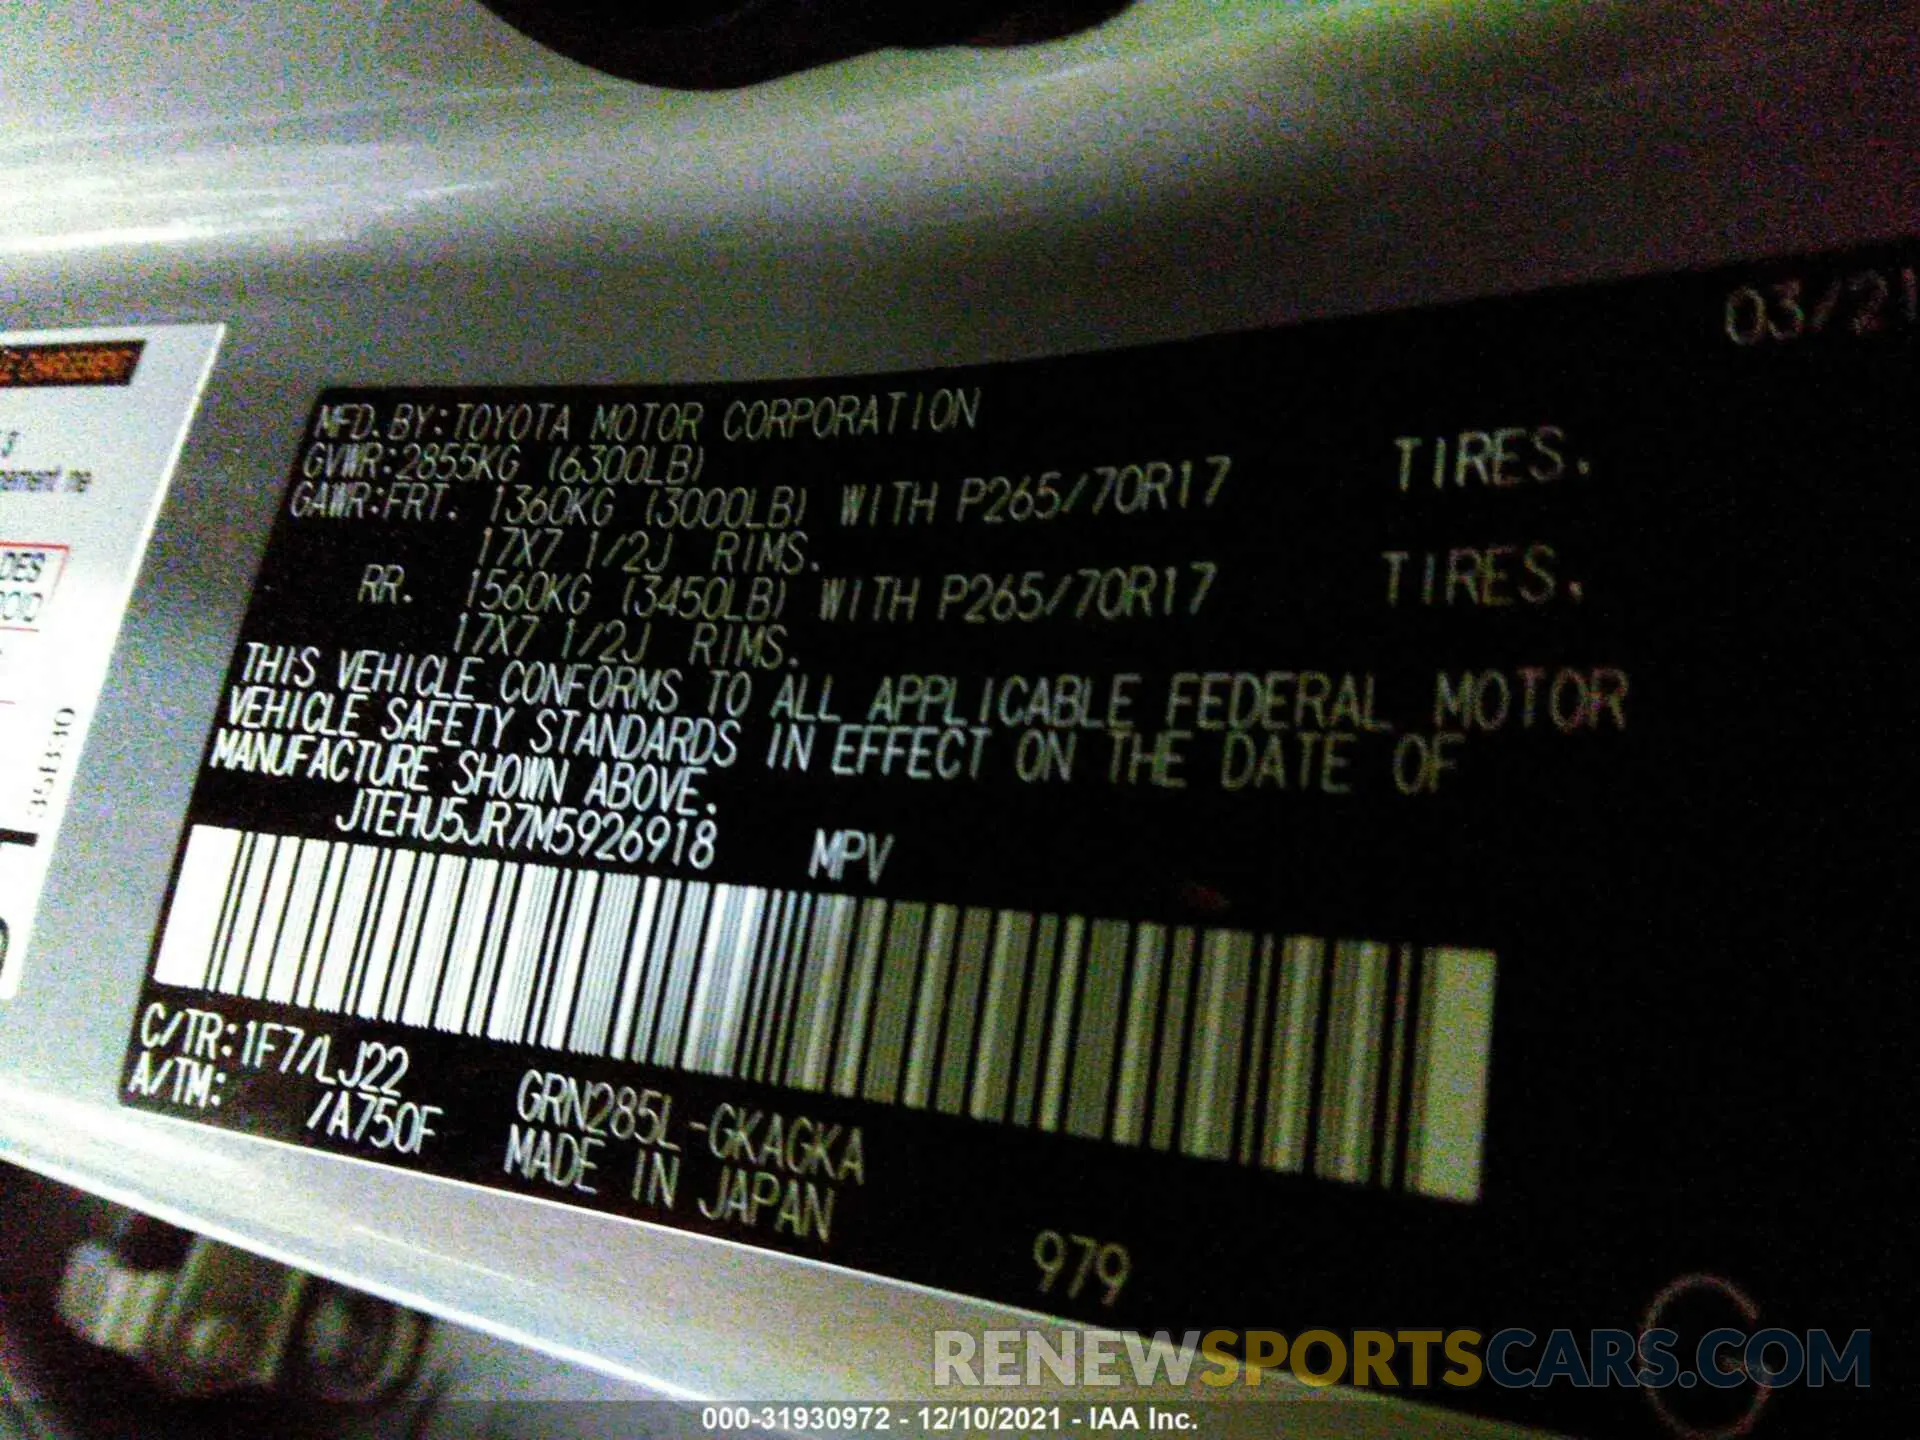 03/21
MFD.BY:TOYOTA MOTOR CORPORATION
GVWR:2855KG (6300LB)
GAWR:FRT. 1360KG (3000LB) WITH P265/70R17 TIRES.
17X7 1/2J RIMS.
RR. 1560KG (3450LB) WITH P265/70R17 TIRES.
17X7 1/2J RIMS.
THIS VEHICLE CONFORMS TO ALL APPLICABLE FEDERAL MOTOR
VEHICLE SAFETY STANDARDS IN EFFECT ON THE DATE OF
MANUFACTURE SHOWN ABOVE.
JTEHU5JR7M5926918 MPV
C/TR:1F7/LJ22
A/TM: /A750F
GRN285L-GKAGKA
MADE IN JAPAN
979
DES
35B30
RENEWSPORTSCARS.COM
000-31930972 - 12/10/2021 - IAA Inc.